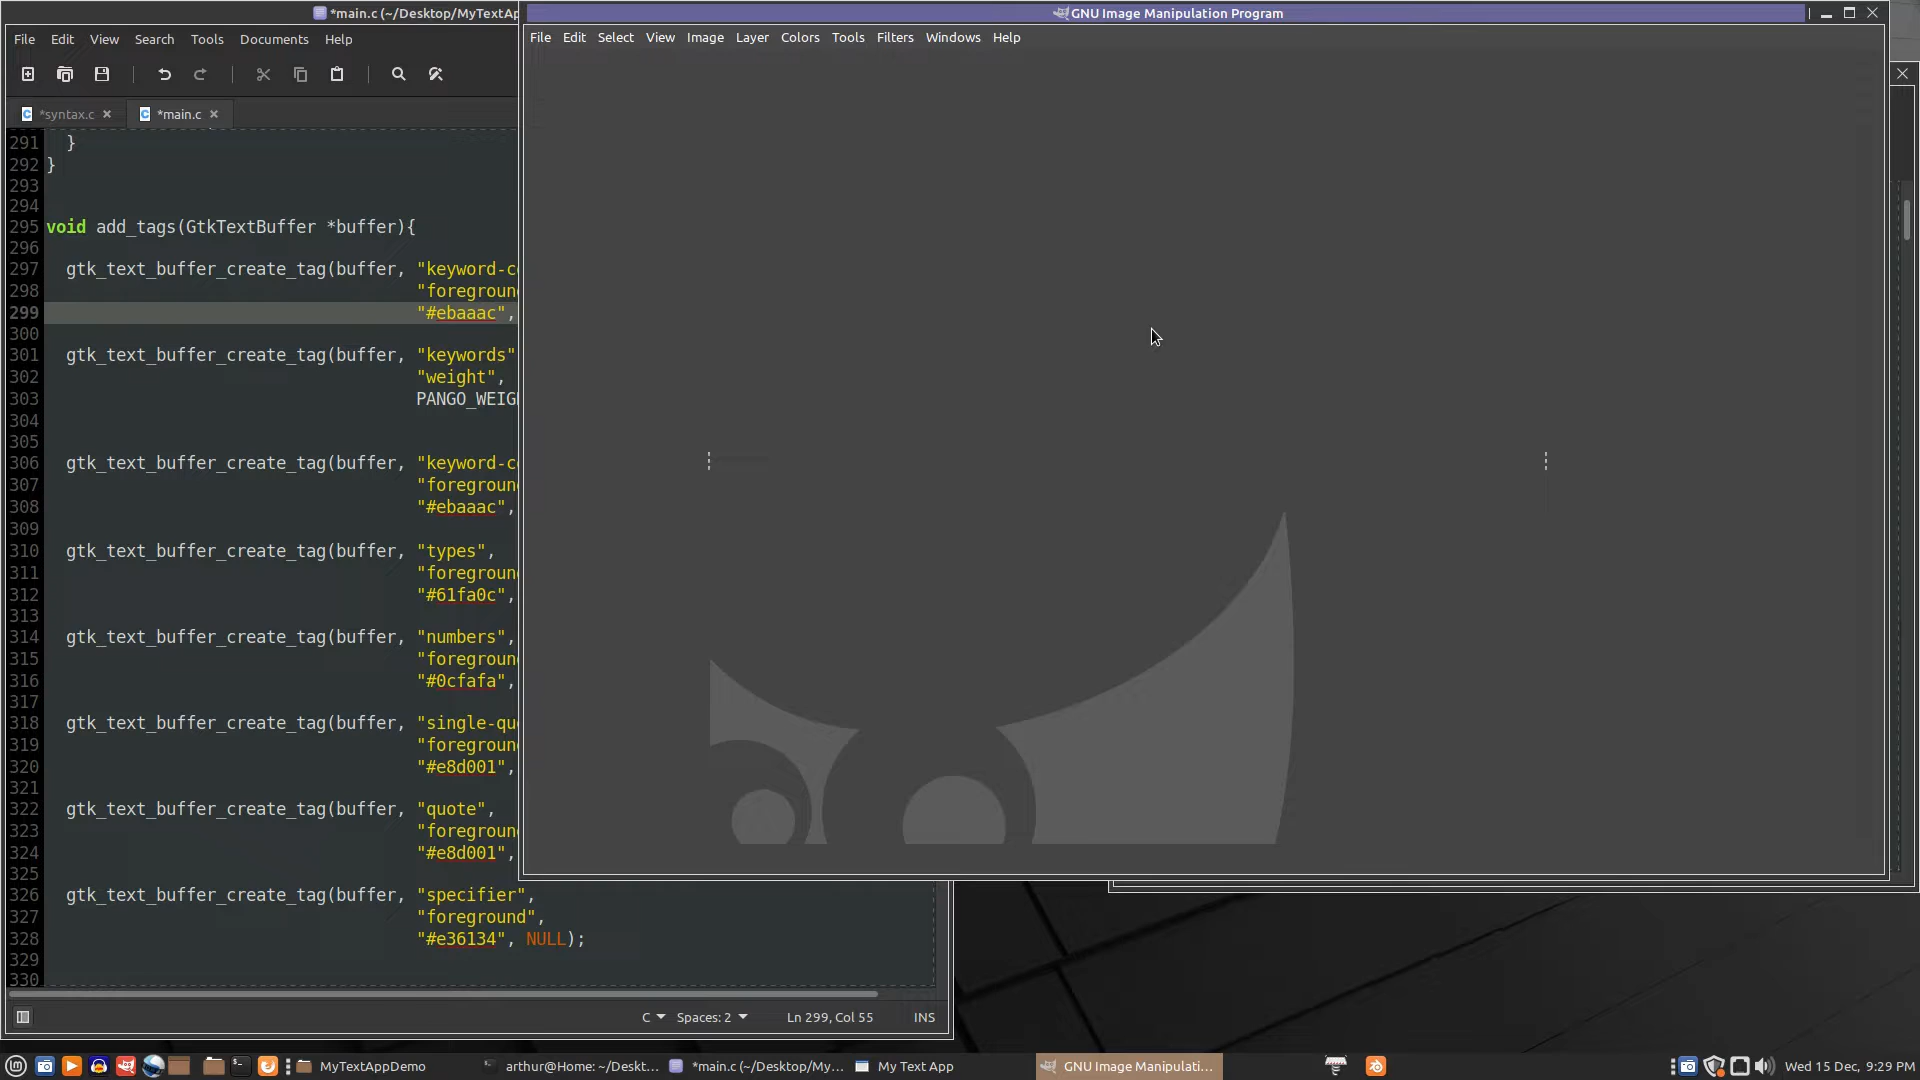 *main.c (~/Desktop/MyTextAp
GNU Image Manipulation Program
File Edit View Search Tools Documents Help
File Edit Select View Image Layer Colors Tools Filters Windows Help
*syntax.c
*main.c
291 }
292 }
293
294
295 void add_tags(GtkTextBuffer *buffer){
296
297 gtk_text_buffer_create_tag(buffer, "keyword-c
298 "foreground
299 "#ebaaac",
300
301 gtk_text_buffer_create_tag(buffer, "keywords"
302 "weight",
303 PANGO_WEIG
304
305
306 gtk_text_buffer_create_tag(buffer, "keyword-c
307 "foreground
308 "#ebaaac",
309
310 gtk_text_buffer_create_tag(buffer, "types",
311 "foreground
312 "#61fa0c",
313
314 gtk_text_buffer_create_tag(buffer, "numbers",
315 "foreground
316 "#0cfafa",
317
318 gtk_text_buffer_create_tag(buffer, "single-qu
319 "foreground
320 "#e8d001",
321
322 gtk_text_buffer_create_tag(buffer, "quote",
323 "foreground
324 "#e8d001",
325
326 gtk_text_buffer_create_tag(buffer, "specifier",
327 "foreground",
328 "#e36134", NULL);
329
330
C Spaces: 2 Ln 299, Col 55 INS
MyTextAppDemo arthur@Home: ~/Deskt... *main.c (~/Desktop/My... My Text App GNU Image Manipulati... Wed 15 Dec, 9:29 PM